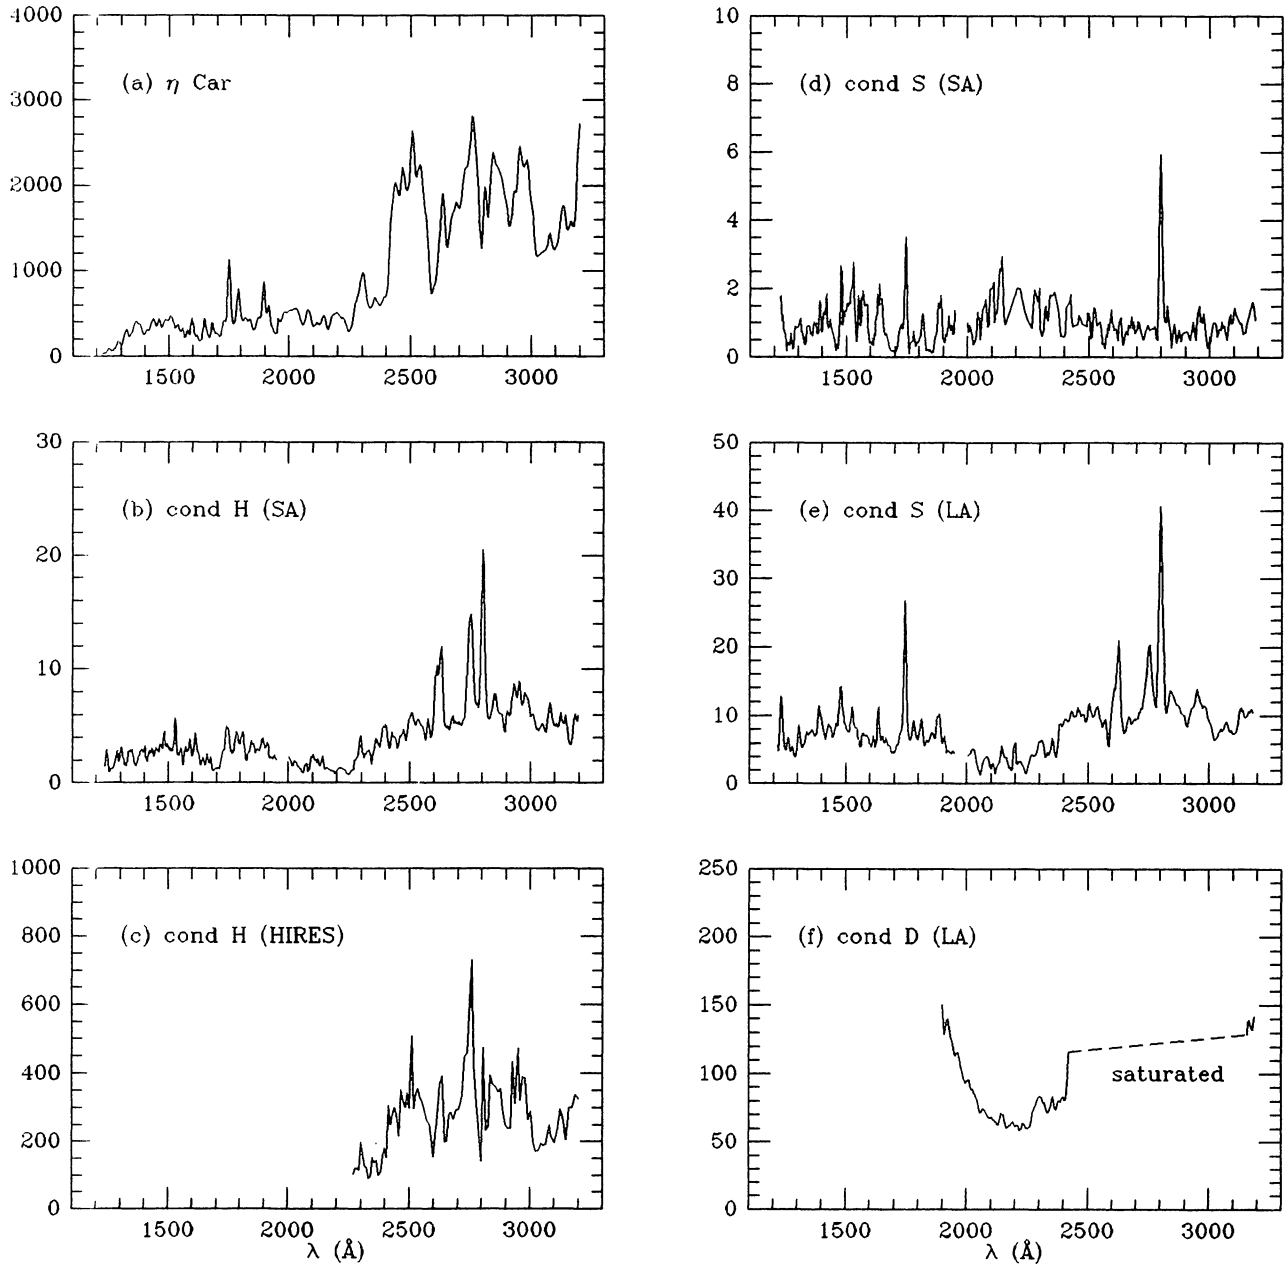 4000
3000
2000
1000
0
(a) η Car
1500 2000 2500 3000
10
8
6
4
2
0
(d) cond S (SA)
1500 2000 2500 3000
30
20
10
0
(b) cond H (SA)
1500 2000 2500 3000
50
40
30
20
10
0
(e) cond S (LA)
1500 2000 2500 3000
1000
800
600
400
200
0
(c) cond H (HIRES)
1500 2000 2500 3000
λ (Å)
250
200
150
100
50
0
(f) cond D (LA)
saturated
1500 2000 2500 3000
λ (Å)